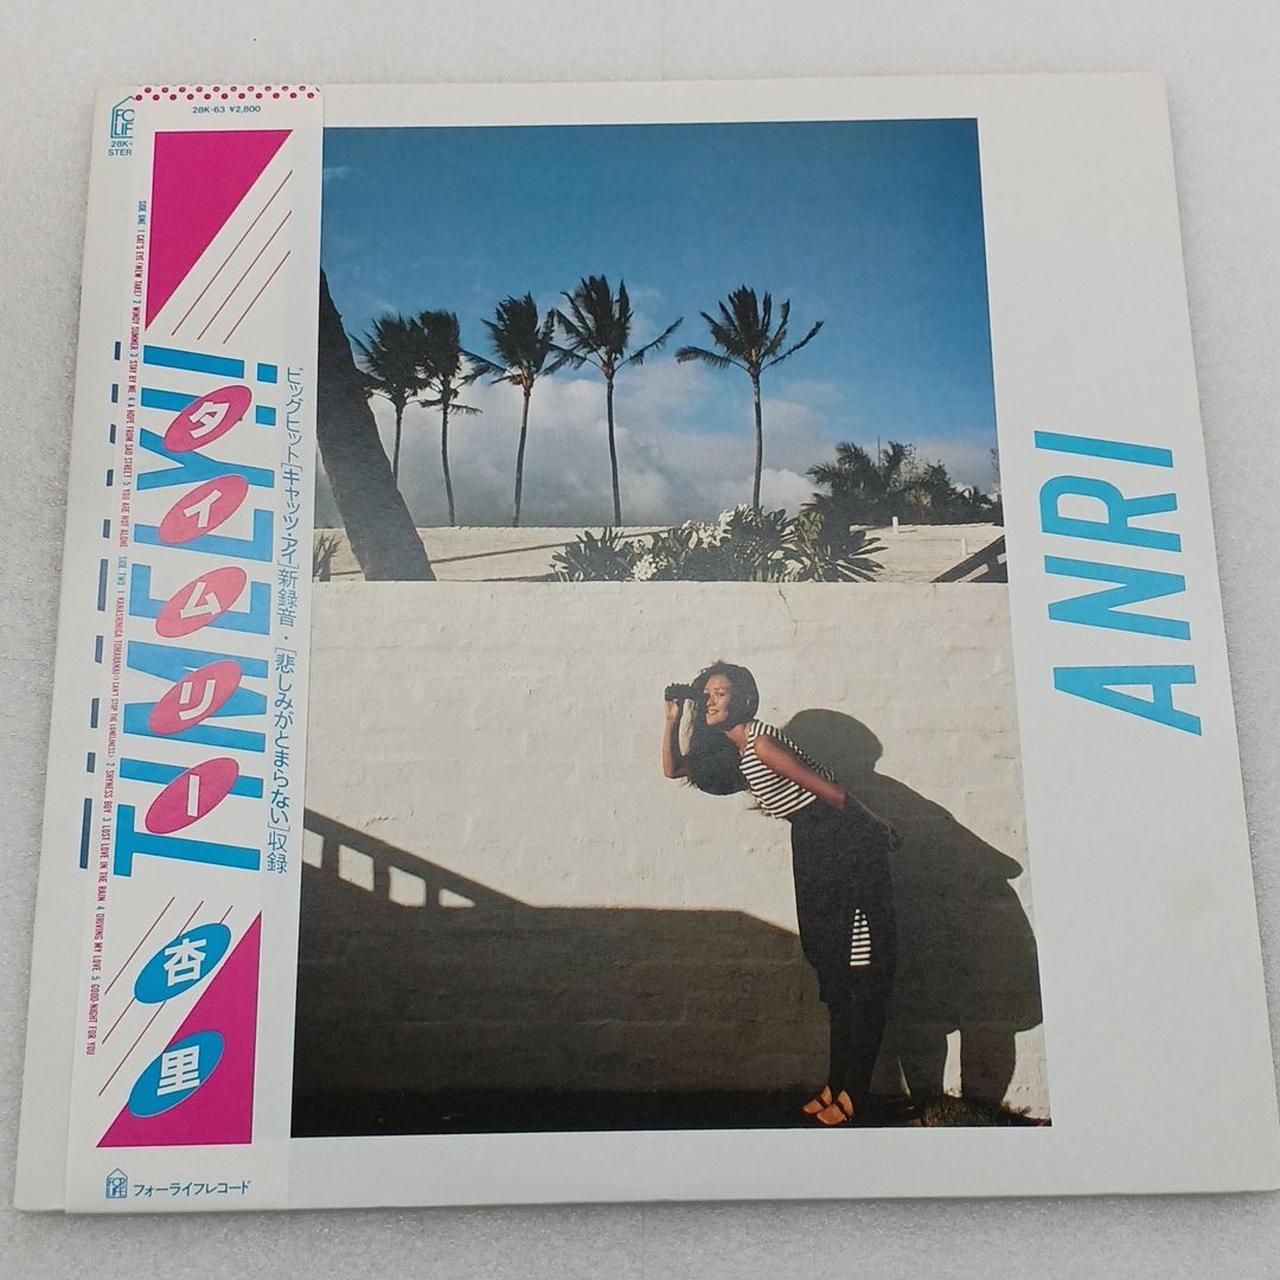 FOR
LIF
28K-
STER
28K-63 ¥2,800
SIDE ONE 1 CAT'S EYE (NEW TAKE) 2 WINDY SUMMER 3 STAY BY ME 4 A HOPE FROM SAD STREET 5 YOU ARE NOT ALONE SIDE TWO 1 KANASHIMIGA TOMARANAI (I CAN'T STOP THE LONELINESS) 2 SHYNESS BOY 3 LOST LOVE IN THE RAIN 4 DRIVING MY LOVE 5 GOOD-NIGHT FOR YOU
TIMELY!!
タイムリー
ビッグヒット[キャッツ・アイ]新録音・[悲しみがとまらない]収録
杏里
FOR
LIFE
フォーライフレコード
ANRI